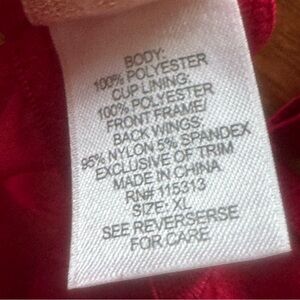 BODY:
100% POLYESTER
CUP LINING:
100% POLYESTER
FRONT FRAME/
BACK WINGS:
95% NYLON 5% SPANDEX
EXCLUSIVE OF TRIM
MADE IN CHINA
RN# 115313
SIZE: XL
SEE REVERSERSE
FOR CARE